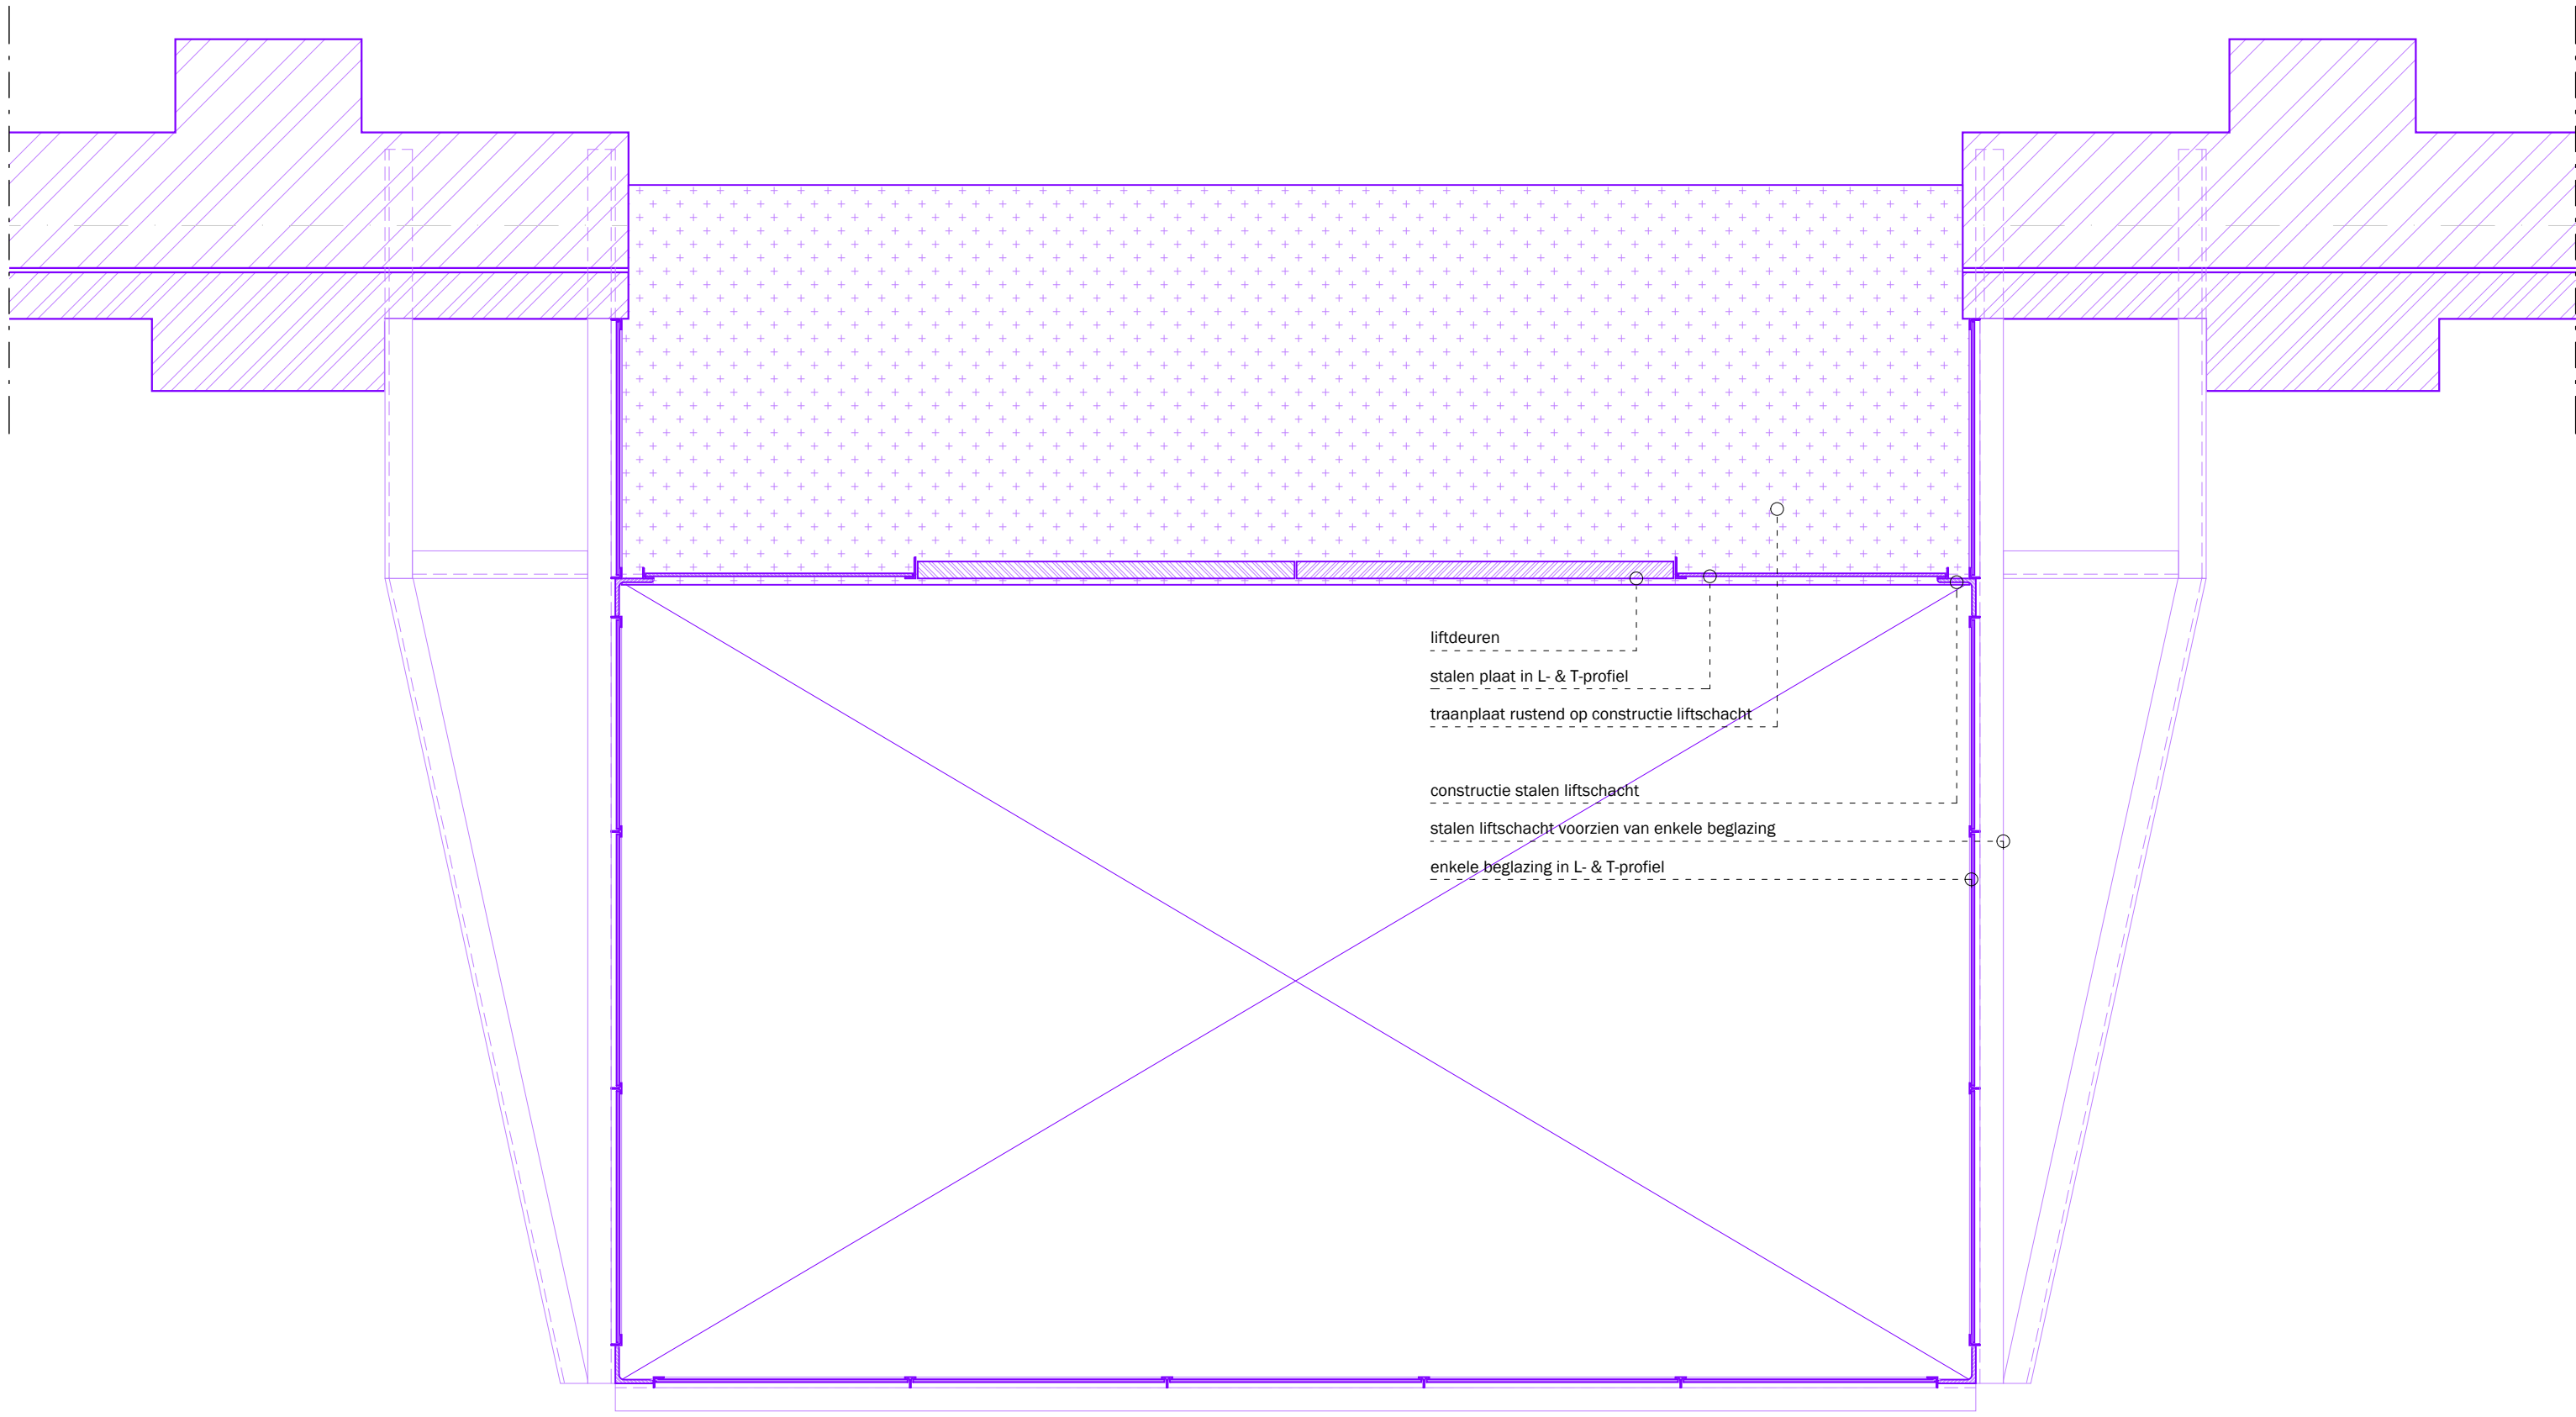 liftdeuren
stalen plaat in L- & T-profiel
traanplaat rustend op constructie liftschacht
constructie stalen liftschacht
stalen liftschacht voorzien van enkele beglazing
enkele beglazing in L- & T-profiel